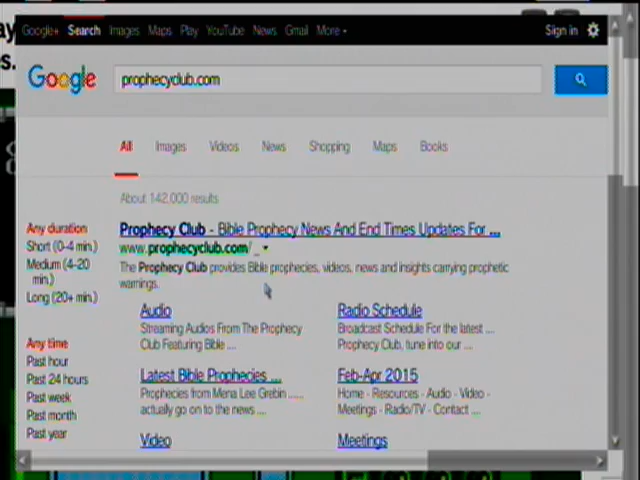 Google+ Search Images Maps Play YouTube News Gmail More Sign in
Google prophecyclub.com
All Images Videos News Shopping Maps Books
About 142,000 results
Any duration
Short (0-4 min.)
Medium (4-20
min.)
Long (20+ min.)
Any time
Past hour
Past 24 hours
Past week
Past month
Past year
Prophecy Club - Bible Prophecy News And End Times Updates For ...
www.prophecyclub.com/
The Prophecy Club provides Bible prophecies, videos, news and insights carrying prophetic
warnings.
Audio
Streaming Audios From The Prophecy
Club Featuring Bible ...
Radio Schedule
Broadcast Schedule For the latest ...
Prophecy Club, tune into our ...
Latest Bible Prophecies ...
Prophecies from Mena Lee Grebin ......
actually go on to the news ....
Feb-Apr 2015
Home - Resources - Audio - Video -
Meetings - Radio/TV - Contact ...
Video
Meetings